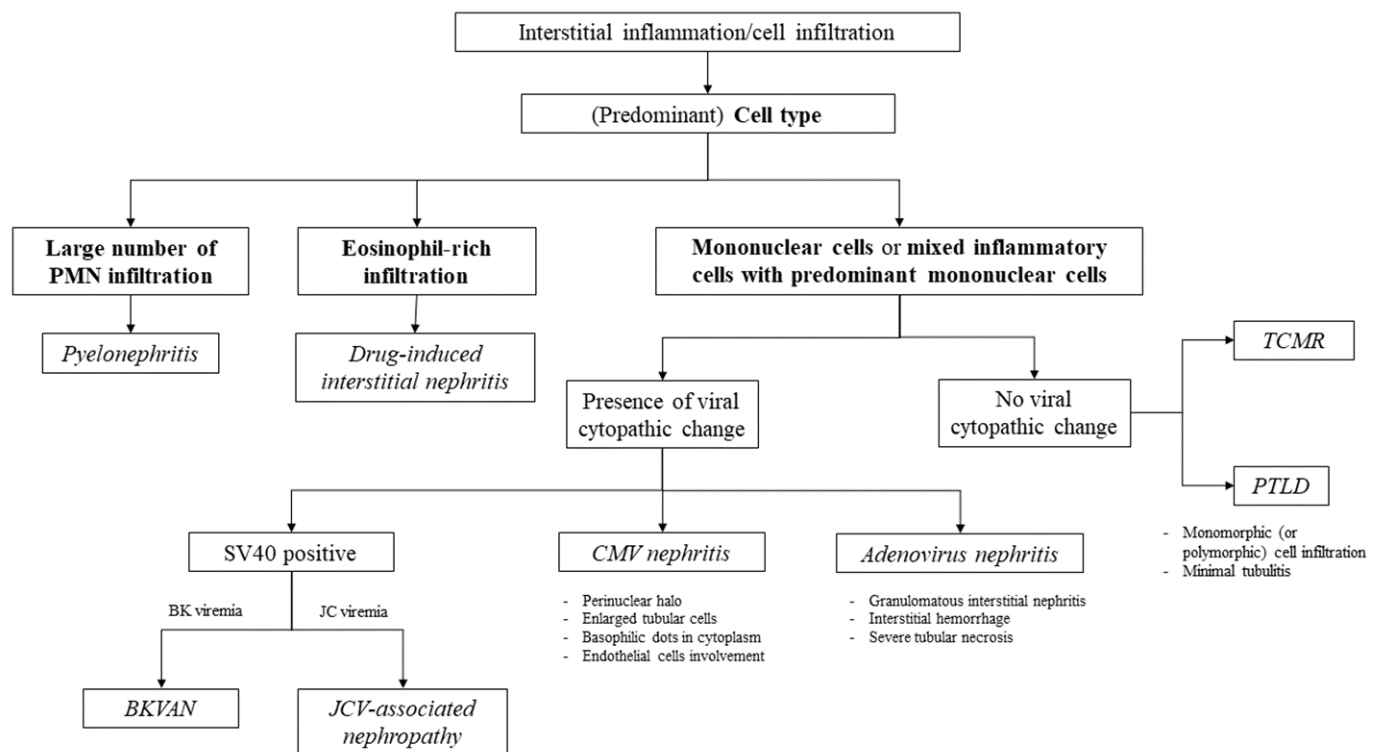 Interstitial inflammation/cell infiltration
(Predominant) Cell type
Large number of
PMN infiltration
Eosinophil-rich
infiltration
Mononuclear cells or mixed inflammatory
cells with predominant mononuclear cells
Pyelonephritis
Drug-induced
interstitial nephritis
TCMR
Presence of viral
cytopathic change
No viral
cytopathic change
PTLD
- Monomorphic (or
polymorphic) cell infiltration
- Minimal tubulitis
SV40 positive
CMV nephritis
Adenovirus nephritis
BK viremia
JC viremia
- Perinuclear halo
- Enlarged tubular cells
- Basophilic dots in cytoplasm
- Endothelial cells involvement
- Granulomatous interstitial nephritis
- Interstitial hemorrhage
- Severe tubular necrosis
BKVAN
JCV-associated
nephropathy